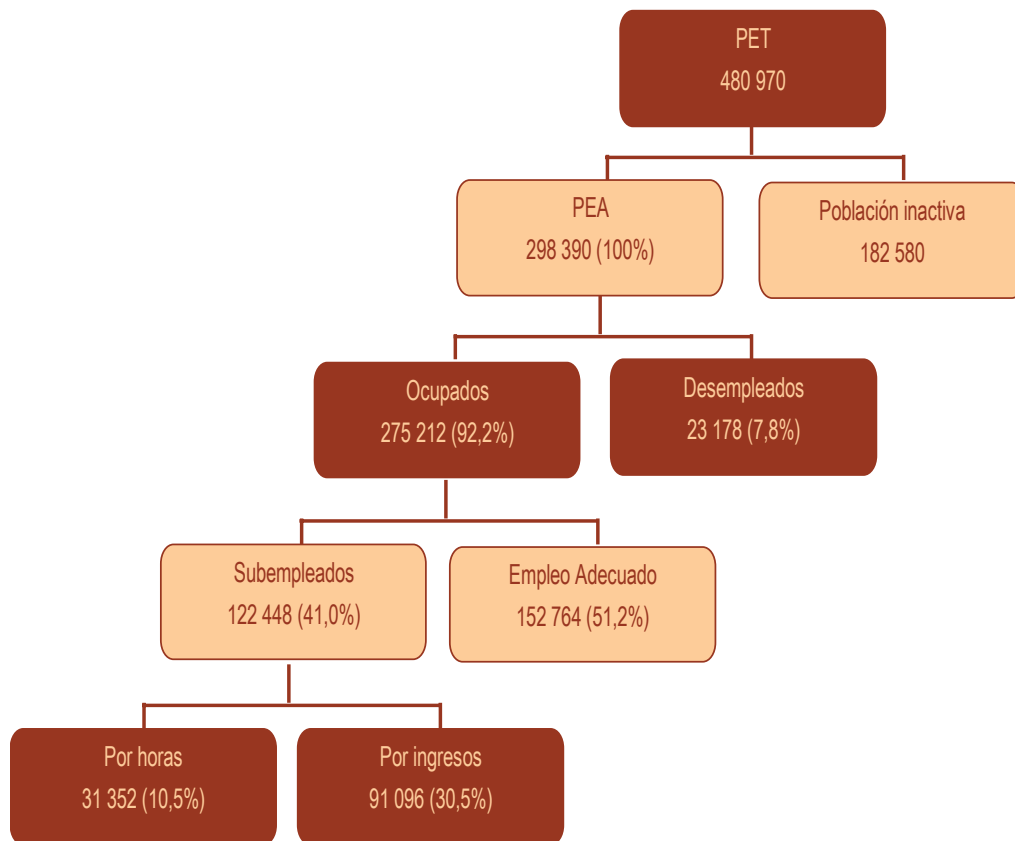 PET
480 970
PEA
298 390 (100%)
Población inactiva
182 580
Ocupados
275 212 (92,2%)
Desempleados
23 178 (7,8%)
Subempleados
122 448 (41,0%)
Empleo Adecuado
152 764 (51,2%)
Por horas
31 352 (10,5%)
Por ingresos
91 096 (30,5%)